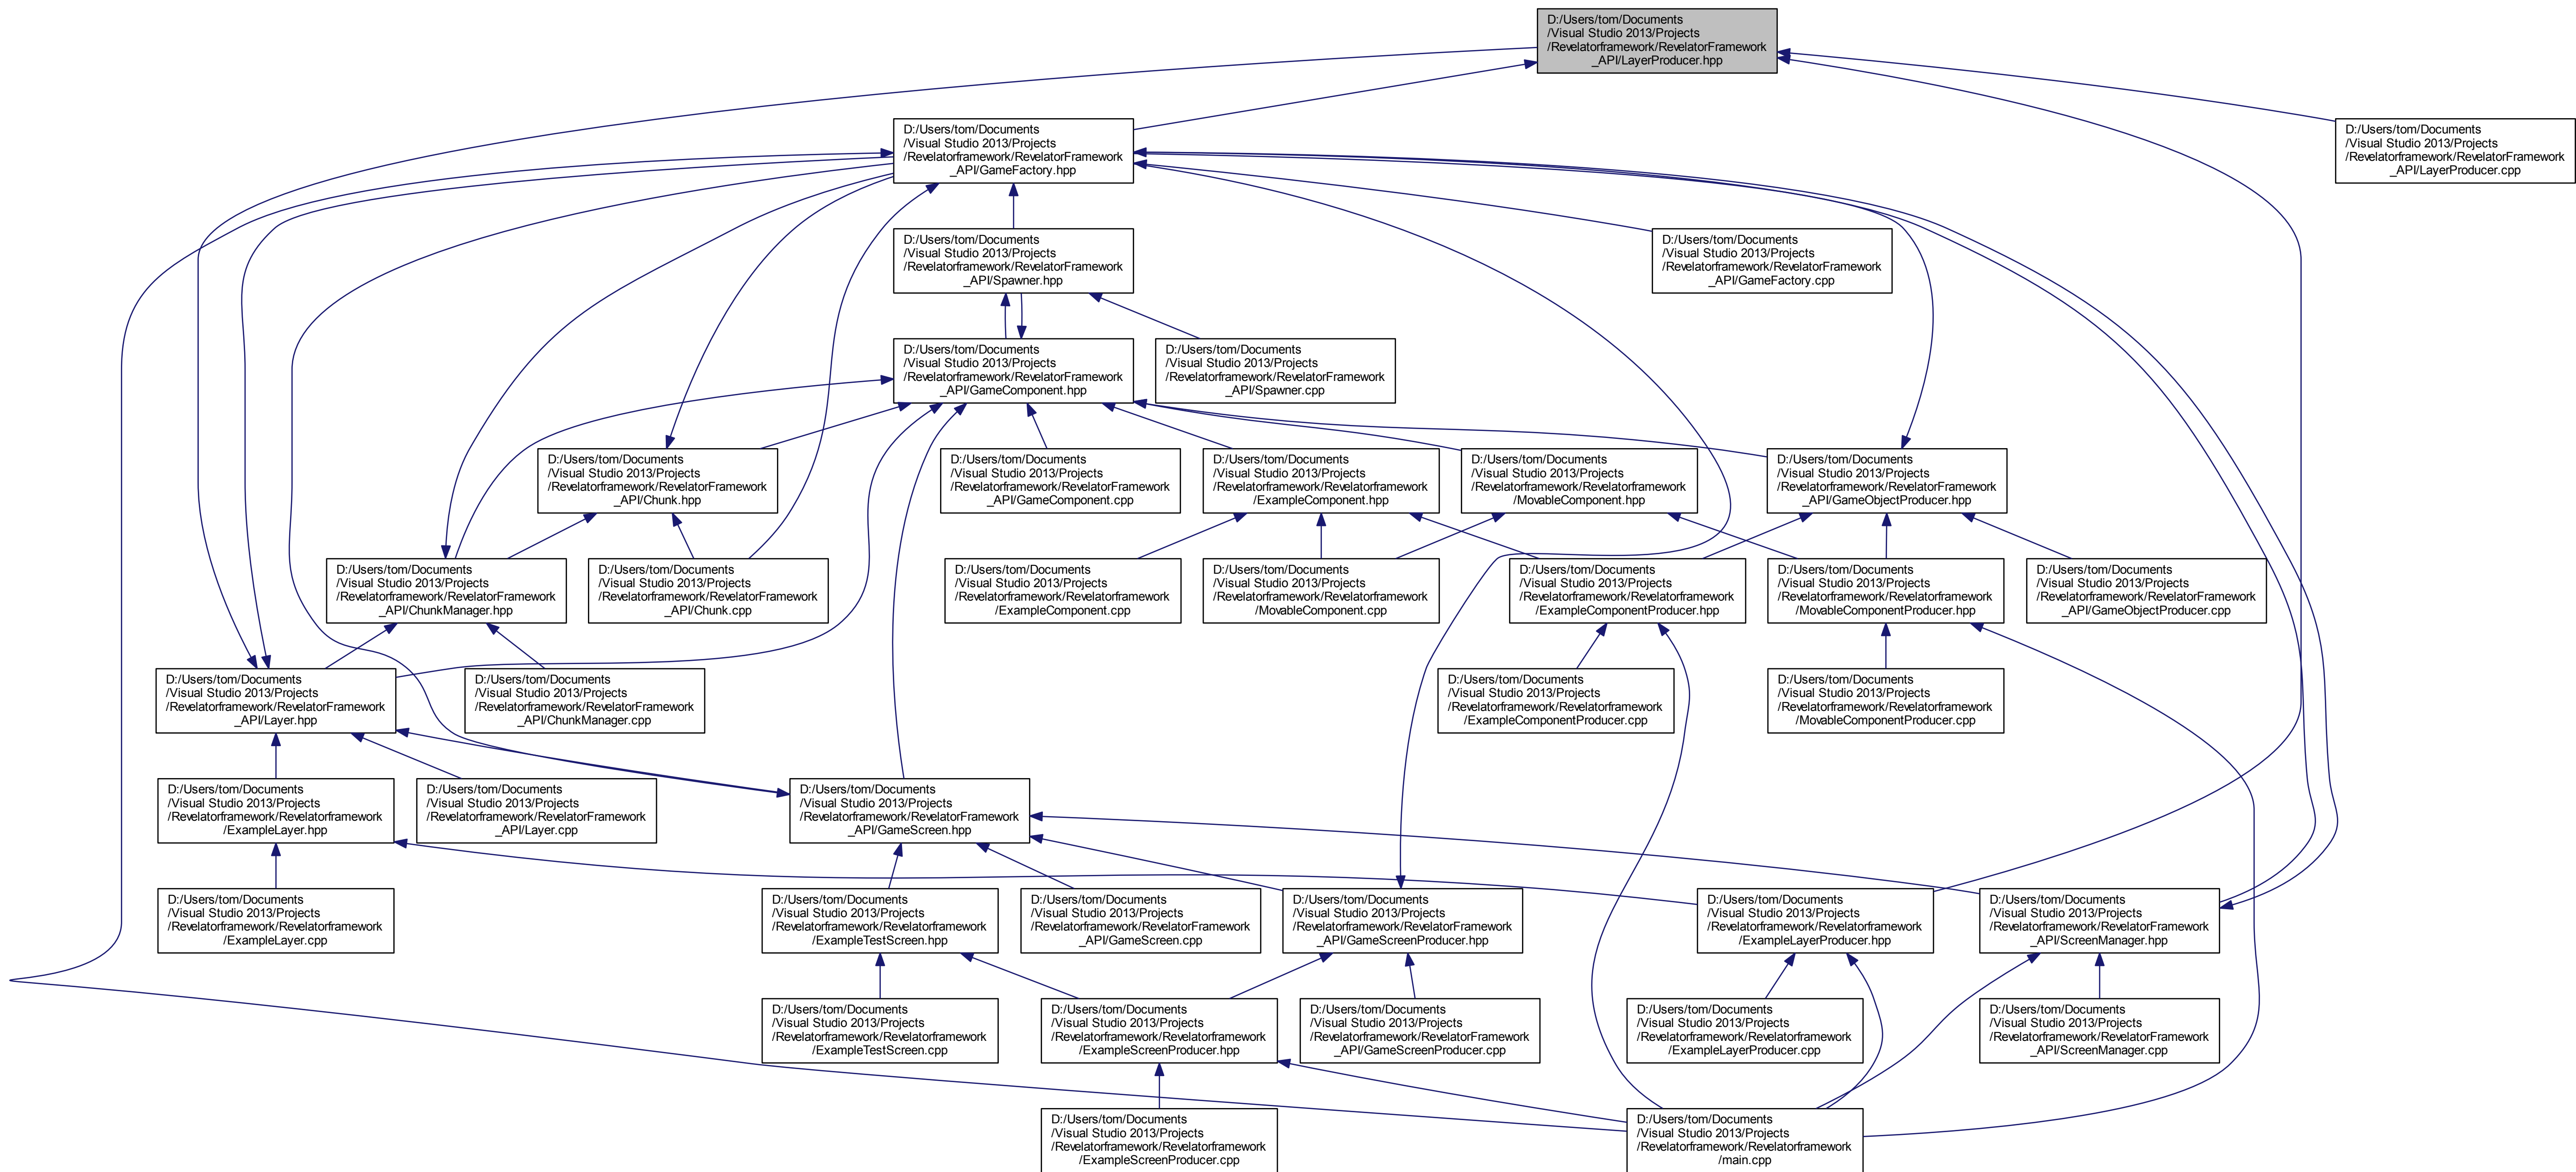 D:/Users/tom/Documents
/Visual Studio 2013/Projects
/Revelatorframework/RevelatorFramework
_API/LayerProducer.hpp
D:/Users/tom/Documents
/Visual Studio 2013/Projects
/Revelatorframework/RevelatorFramework
_API/GameFactory.hpp
D:/Users/tom/Documents
/Visual Studio 2013/Projects
/Revelatorframework/RevelatorFramework
_API/LayerProducer.cpp
D:/Users/tom/Documents
/Visual Studio 2013/Projects
/Revelatorframework/RevelatorFramework
_API/Spawner.hpp
D:/Users/tom/Documents
/Visual Studio 2013/Projects
/Revelatorframework/RevelatorFramework
_API/GameFactory.cpp
D:/Users/tom/Documents
/Visual Studio 2013/Projects
/Revelatorframework/RevelatorFramework
_API/GameComponent.hpp
D:/Users/tom/Documents
/Visual Studio 2013/Projects
/Revelatorframework/RevelatorFramework
_API/Spawner.cpp
D:/Users/tom/Documents
/Visual Studio 2013/Projects
/Revelatorframework/RevelatorFramework
_API/Chunk.hpp
D:/Users/tom/Documents
/Visual Studio 2013/Projects
/Revelatorframework/RevelatorFramework
_API/GameComponent.cpp
D:/Users/tom/Documents
/Visual Studio 2013/Projects
/Revelatorframework/Revelatorframework
/ExampleComponent.hpp
D:/Users/tom/Documents
/Visual Studio 2013/Projects
/Revelatorframework/Revelatorframework
/MovableComponent.hpp
D:/Users/tom/Documents
/Visual Studio 2013/Projects
/Revelatorframework/RevelatorFramework
_API/GameObjectProducer.hpp
D:/Users/tom/Documents
/Visual Studio 2013/Projects
/Revelatorframework/RevelatorFramework
_API/ChunkManager.hpp
D:/Users/tom/Documents
/Visual Studio 2013/Projects
/Revelatorframework/RevelatorFramework
_API/Chunk.cpp
D:/Users/tom/Documents
/Visual Studio 2013/Projects
/Revelatorframework/Revelatorframework
/ExampleComponent.cpp
D:/Users/tom/Documents
/Visual Studio 2013/Projects
/Revelatorframework/Revelatorframework
/MovableComponent.cpp
D:/Users/tom/Documents
/Visual Studio 2013/Projects
/Revelatorframework/Revelatorframework
/ExampleComponentProducer.hpp
D:/Users/tom/Documents
/Visual Studio 2013/Projects
/Revelatorframework/Revelatorframework
/MovableComponentProducer.hpp
D:/Users/tom/Documents
/Visual Studio 2013/Projects
/Revelatorframework/RevelatorFramework
_API/GameObjectProducer.cpp
D:/Users/tom/Documents
/Visual Studio 2013/Projects
/Revelatorframework/RevelatorFramework
_API/Layer.hpp
D:/Users/tom/Documents
/Visual Studio 2013/Projects
/Revelatorframework/RevelatorFramework
_API/ChunkManager.cpp
D:/Users/tom/Documents
/Visual Studio 2013/Projects
/Revelatorframework/Revelatorframework
/ExampleComponentProducer.cpp
D:/Users/tom/Documents
/Visual Studio 2013/Projects
/Revelatorframework/Revelatorframework
/MovableComponentProducer.cpp
D:/Users/tom/Documents
/Visual Studio 2013/Projects
/Revelatorframework/Revelatorframework
/ExampleLayer.hpp
D:/Users/tom/Documents
/Visual Studio 2013/Projects
/Revelatorframework/RevelatorFramework
_API/Layer.cpp
D:/Users/tom/Documents
/Visual Studio 2013/Projects
/Revelatorframework/RevelatorFramework
_API/GameScreen.hpp
D:/Users/tom/Documents
/Visual Studio 2013/Projects
/Revelatorframework/Revelatorframework
/ExampleLayer.cpp
D:/Users/tom/Documents
/Visual Studio 2013/Projects
/Revelatorframework/Revelatorframework
/ExampleTestScreen.hpp
D:/Users/tom/Documents
/Visual Studio 2013/Projects
/Revelatorframework/RevelatorFramework
_API/GameScreen.cpp
D:/Users/tom/Documents
/Visual Studio 2013/Projects
/Revelatorframework/RevelatorFramework
_API/GameScreenProducer.hpp
D:/Users/tom/Documents
/Visual Studio 2013/Projects
/Revelatorframework/Revelatorframework
/ExampleLayerProducer.hpp
D:/Users/tom/Documents
/Visual Studio 2013/Projects
/Revelatorframework/RevelatorFramework
_API/ScreenManager.hpp
D:/Users/tom/Documents
/Visual Studio 2013/Projects
/Revelatorframework/Revelatorframework
/ExampleTestScreen.cpp
D:/Users/tom/Documents
/Visual Studio 2013/Projects
/Revelatorframework/Revelatorframework
/ExampleScreenProducer.hpp
D:/Users/tom/Documents
/Visual Studio 2013/Projects
/Revelatorframework/RevelatorFramework
_API/GameScreenProducer.cpp
D:/Users/tom/Documents
/Visual Studio 2013/Projects
/Revelatorframework/Revelatorframework
/ExampleLayerProducer.cpp
D:/Users/tom/Documents
/Visual Studio 2013/Projects
/Revelatorframework/RevelatorFramework
_API/ScreenManager.cpp
D:/Users/tom/Documents
/Visual Studio 2013/Projects
/Revelatorframework/Revelatorframework
/ExampleScreenProducer.cpp
D:/Users/tom/Documents
/Visual Studio 2013/Projects
/Revelatorframework/Revelatorframework
/main.cpp